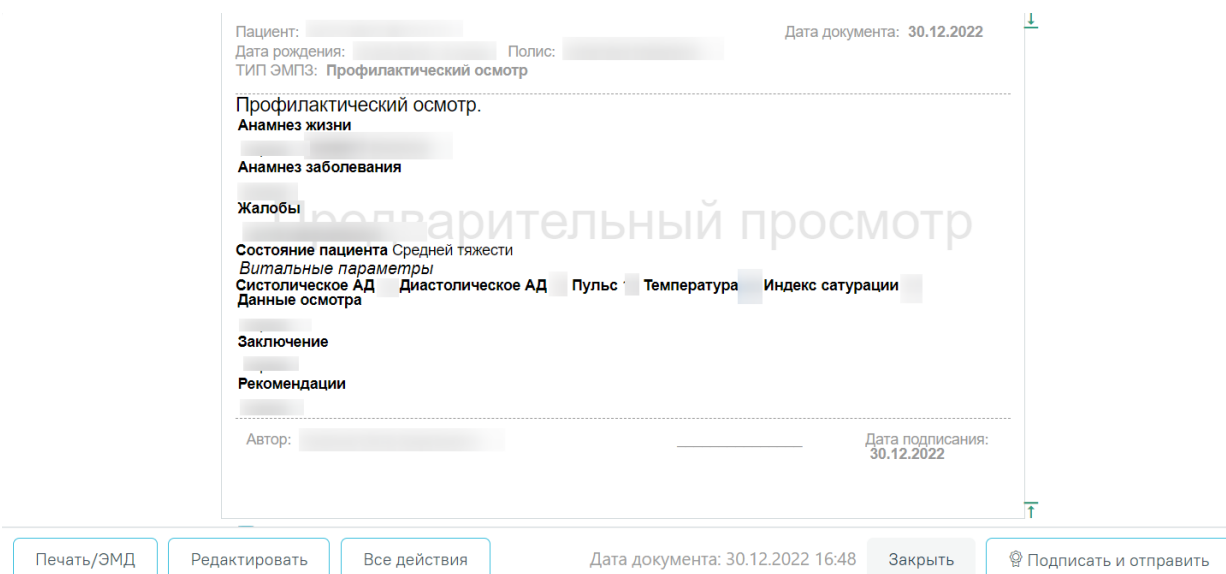 Пациент: Дата документа: 30.12.2022
Дата рождения: Полис:
ТИП ЭМПЗ: Профилактический осмотр
Профилактический осмотр.
Анамнез жизни
Анамнез заболевания
Жалобы
Предварительный просмотр
Состояние пациента Средней тяжести
Витальные параметры
Систолическое АД Диастолическое АД Пульс Температура Индекс сатурации
Данные осмотра
Заключение
Рекомендации
Автор: Дата подписания:
30.12.2022
Печать/ЭМД Редактировать Все действия Дата документа: 30.12.2022 16:48 Закрыть Подписать и отправить